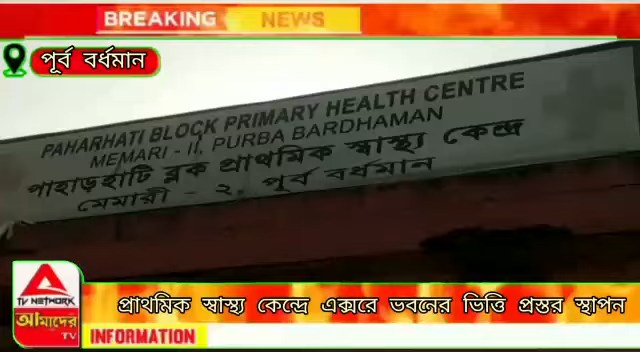 BREAKING NEWS
পূর্ব বর্ধমান
PAHARHATI BLOCK PRIMARY HEALTH CENTRE
MEMARI - II, PURBA BARDHAMAN
পাহাড়হাটি ব্লক প্রাথমিক স্বাস্থ্য কেন্দ্র
মেমারী - ২, পূর্ব বর্ধমান
A
TV NETWORK
আমাদের
TV
প্রাথমিক স্বাস্থ্য কেন্দ্রে এক্সরে ভবনের ভিত্তি প্রস্তর স্থাপন
INFORMATION